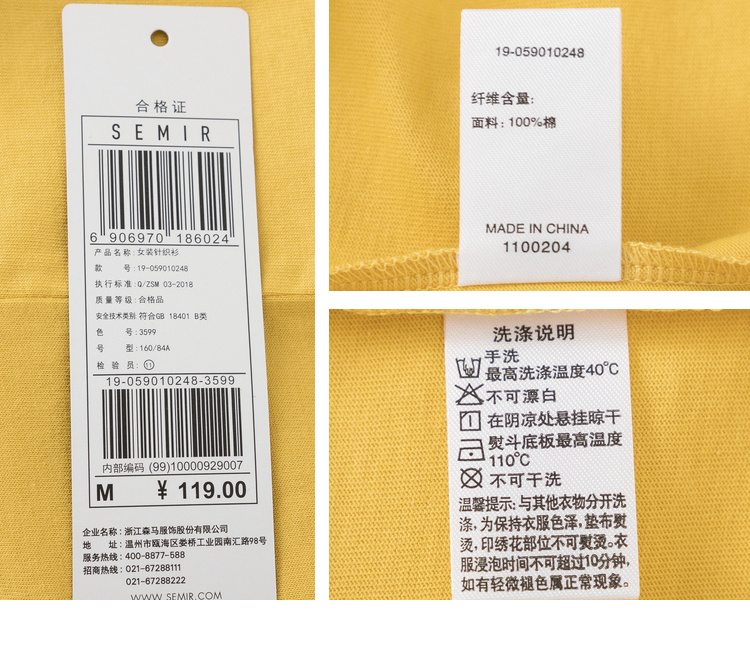 合格证
SEMIR
6 906970 186024
产品名称: 女装针织衫
款 号: 19-059010248
执行标准: Q/ZSM 03-2018
质量等级: 合格品
安全技术类别: 符合GB 18401 B类
色 号: 3599
号 型: 160/84A
检 验 员: 11
19-059010248-3599
内部编码 (99)10000929007
M ¥ 119.00
企业名称: 浙江森马服饰股份有限公司
地 址: 温州市瓯海区娄桥工业园南汇路98号
服务热线: 400-8877-588
招商热线: 021-67288111
021-67288222
WWW.SEMIR.COM
19-059010248
纤维含量:
面料: 100%棉
MADE IN CHINA
1100204
洗涤说明
手洗
最高洗涤温度40℃
不可漂白
在阴凉处悬挂晾干
熨斗底板最高温度
110℃
不可干洗
温馨提示: 与其他衣物分开洗
涤, 为保持衣服色泽, 垫布熨
烫, 印绣花部位不可熨烫。衣
服浸泡时间不可超过10分钟,
如有轻微褪色属正常现象。